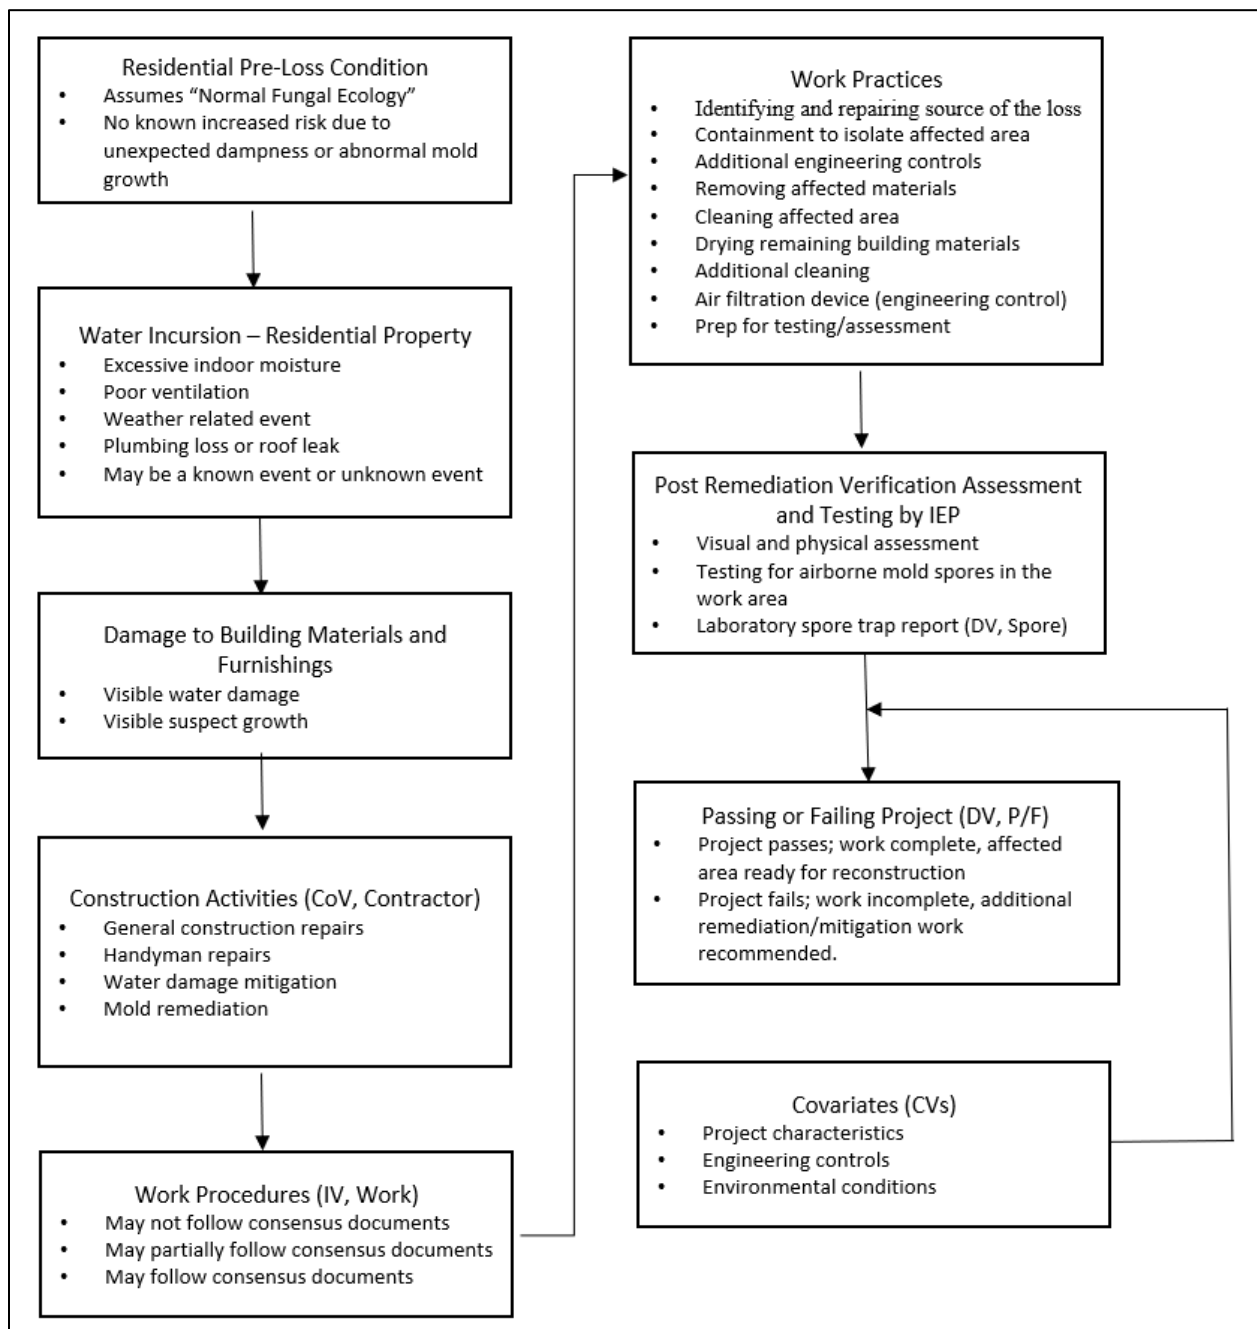 Residential Pre-Loss Condition
• Assumes “Normal Fungal Ecology”
• No known increased risk due to
unexpected dampness or abnormal mold
growth
Water Incursion – Residential Property
• Excessive indoor moisture
• Poor ventilation
• Weather related event
• Plumbing loss or roof leak
• May be a known event or unknown event
Damage to Building Materials and
Furnishings
• Visible water damage
• Visible suspect growth
Construction Activities (CoV, Contractor)
• General construction repairs
• Handyman repairs
• Water damage mitigation
• Mold remediation
Work Procedures (IV, Work)
• May not follow consensus documents
• May partially follow consensus documents
• May follow consensus documents
Work Practices
• Identifying and repairing source of the loss
• Containment to isolate affected area
• Additional engineering controls
• Removing affected materials
• Cleaning affected area
• Drying remaining building materials
• Additional cleaning
• Air filtration device (engineering control)
• Prep for testing/assessment
Post Remediation Verification Assessment
and Testing by IEP
• Visual and physical assessment
• Testing for airborne mold spores in the
work area
• Laboratory spore trap report (DV, Spore)
Passing or Failing Project (DV, P/F)
• Project passes; work complete, affected
area ready for reconstruction
• Project fails; work incomplete, additional
remediation/mitigation work
recommended.
Covariates (CVs)
• Project characteristics
• Engineering controls
• Environmental conditions